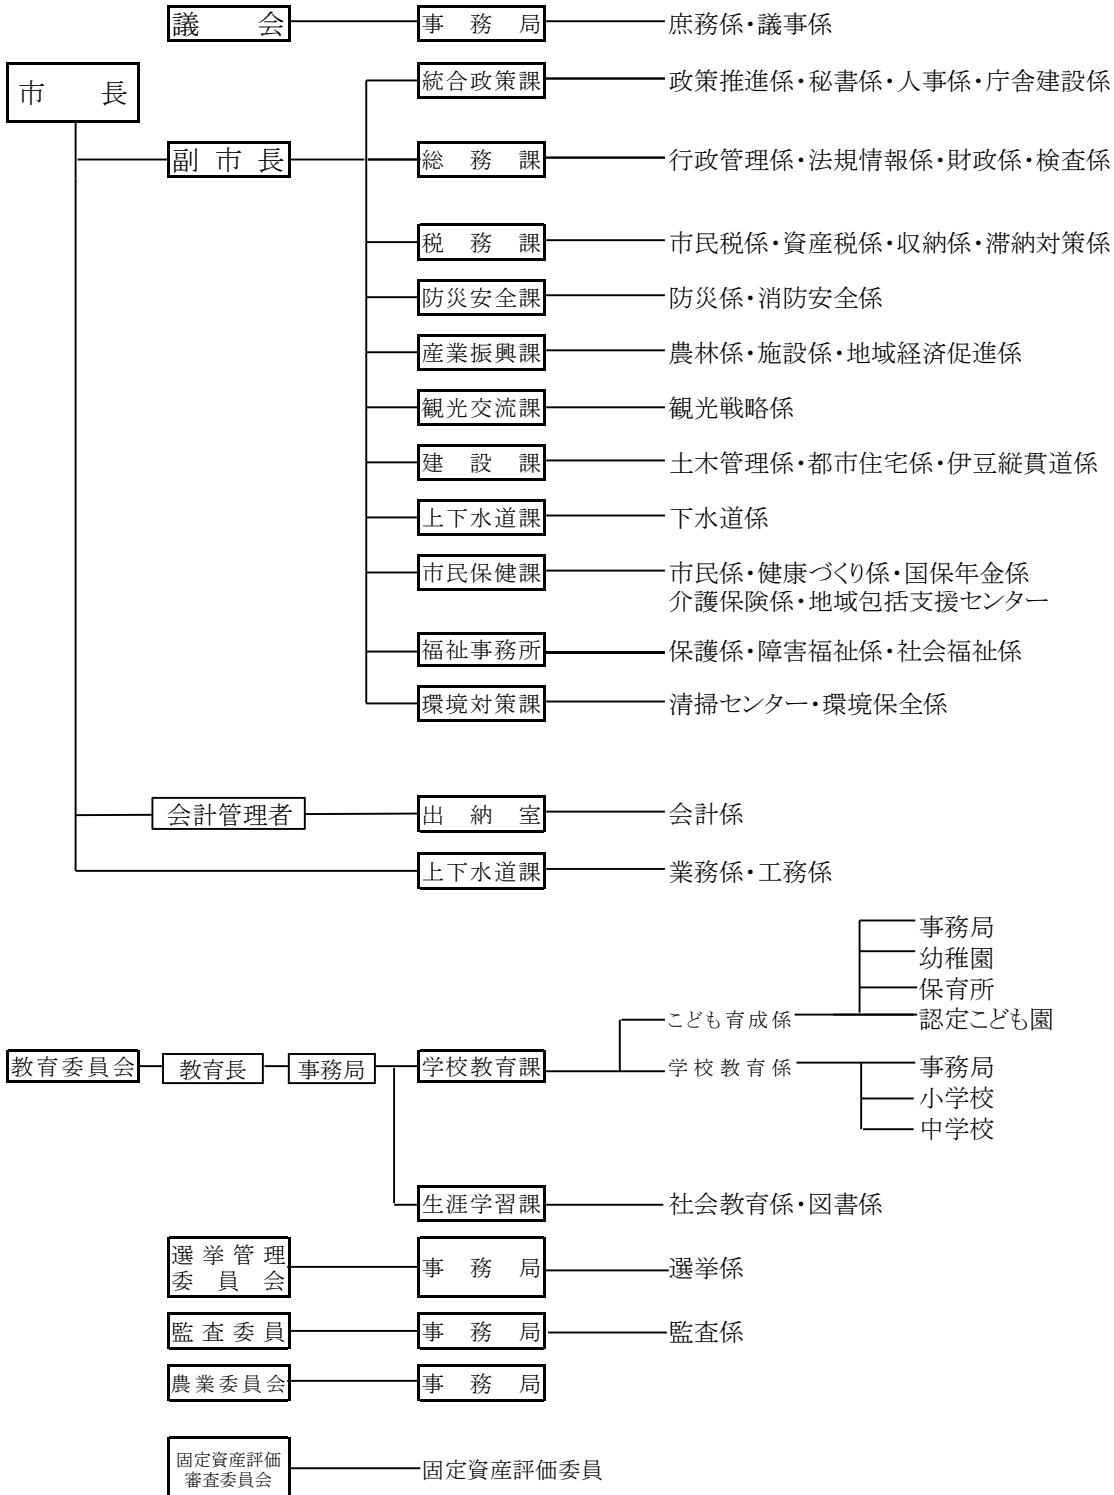 議会 事務局 庶務係・議事係
市長
統合政策課 政策推進係・秘書係・人事係・庁舎建設係
副市長 総務課 行政管理係・法規情報係・財政係・検査係
税務課 市民税係・資産税係・収納係・滞納対策係
防災安全課 防災係・消防安全係
産業振興課 農林係・施設係・地域経済促進係
観光交流課 観光戦略係
建設課 土木管理係・都市住宅係・伊豆縦貫道係
上下水道課 下水道係
市民保健課 市民係・健康づくり係・国保年金係
介護保険係・地域包括支援センター
福祉事務所 保護係・障害福祉係・社会福祉係
環境対策課 清掃センター・環境保全係
会計管理者 出納室 会計係
上下水道課 業務係・工務係
事務局
幼稚園
保育所
こども育成係 認定こども園
教育委員会 教育長 事務局 学校教育課 学校教育係 事務局
小学校
中学校
生涯学習課 社会教育係・図書係
選挙管理
委員会 事務局 選挙係
監査委員 事務局 監査係
農業委員会 事務局
固定資産評価
審査委員会 固定資産評価委員